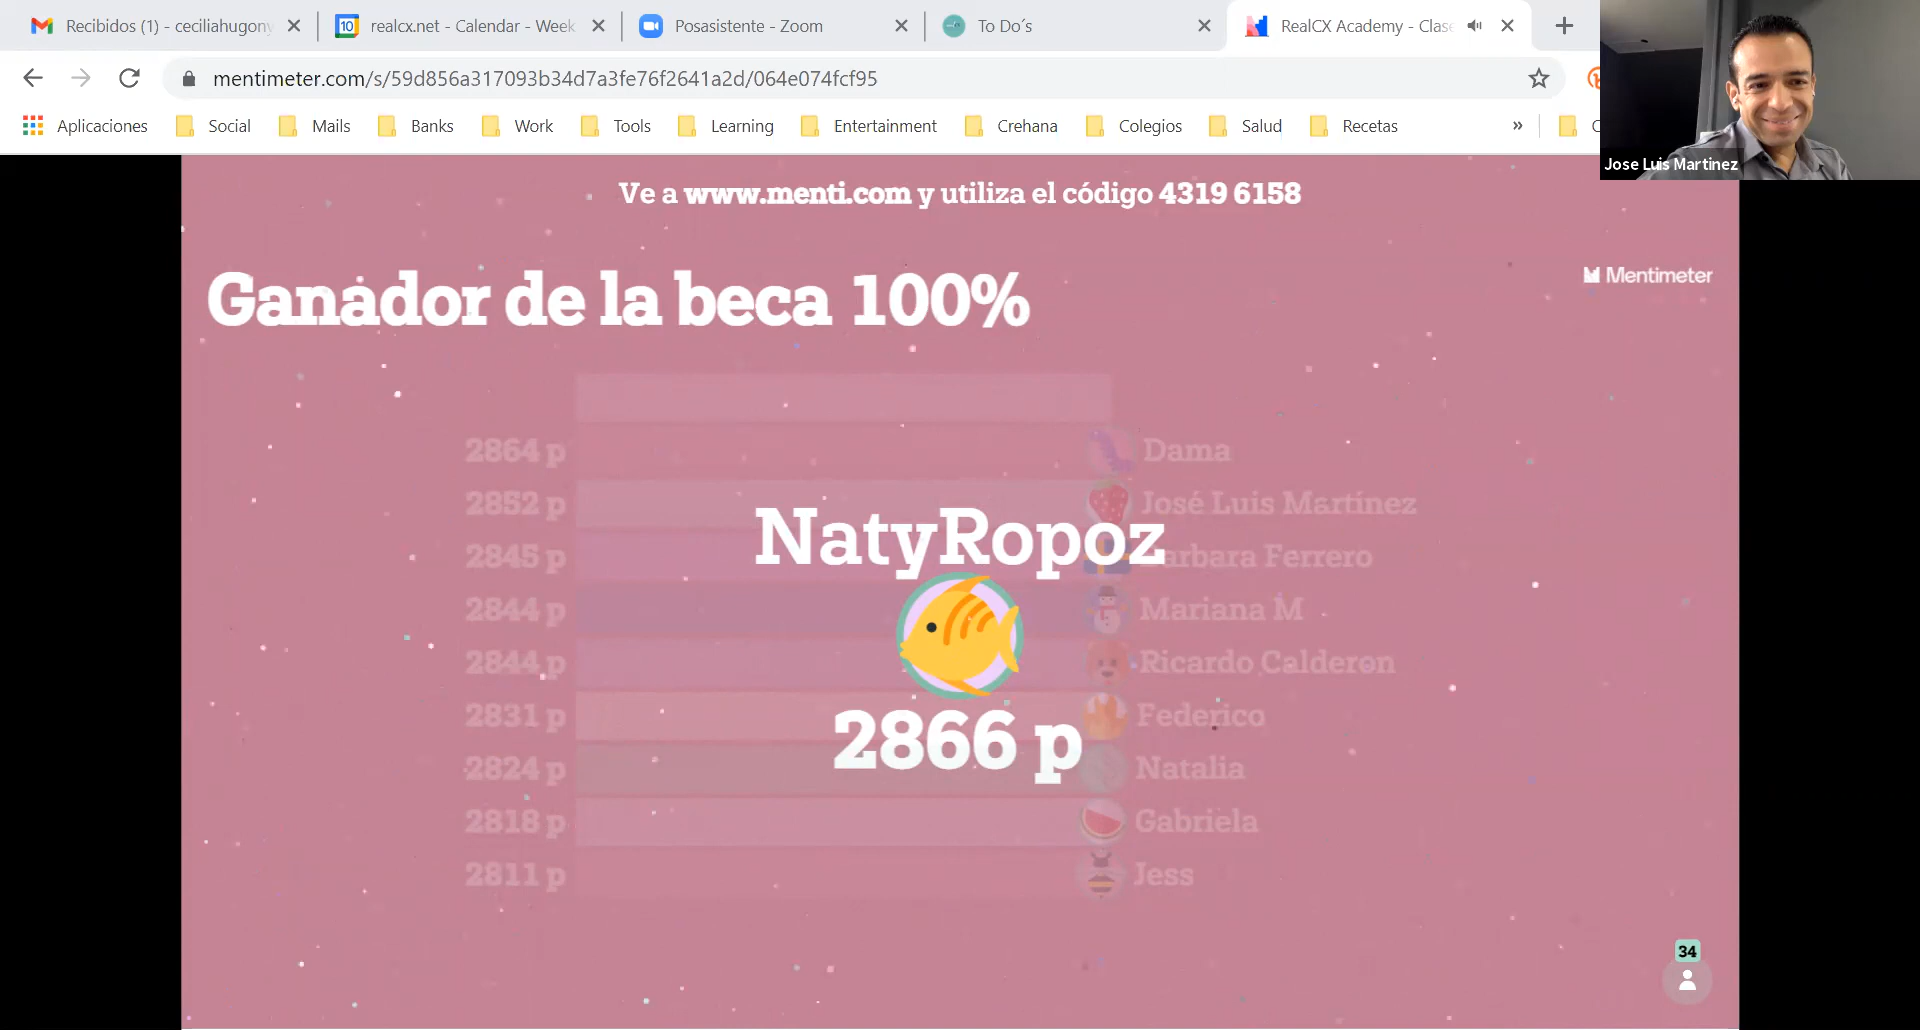 Recibidos (1) - ceciliahugony
realcx.net - Calendar - Week
Posasistente - Zoom
To Do´s
RealCX Academy - Clase
mentimeter.com/s/59d856a317093b34d7a3fe76f2641a2d/064e074fcf95
Aplicaciones
Social
Mails
Banks
Work
Tools
Learning
Entertainment
Crehana
Colegios
Salud
Recetas
»
Jose Luis Martinez
Ve a www.menti.com y utiliza el código 4319 6158
Mentimeter
Ganador de la beca 100%
2864 p Dama
2852 p José Luis Martínez
NatyRopoz
2845 p Barbara Ferrero
2844 p Mariana M
2844 p Ricardo Calderon
2831 p Federico
2866 p
2824 p Natalia
2818 p Gabriela
2811 p Jess
34